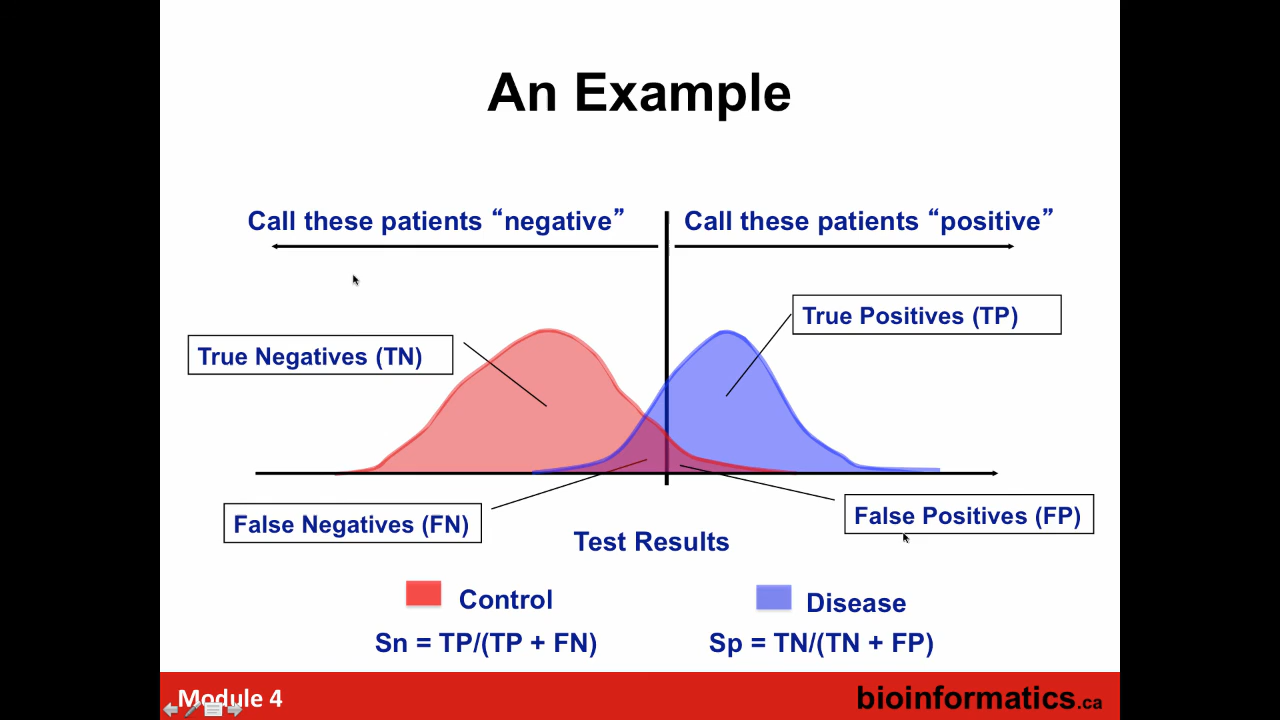 An Example
Call these patients “negative”
Call these patients “positive”
True Positives (TP)
True Negatives (TN)
False Negatives (FN)
False Positives (FP)
Test Results
Control
Disease
Sn = TP/(TP + FN)
Sp = TN/(TN + FP)
Module 4
bioinformatics.ca